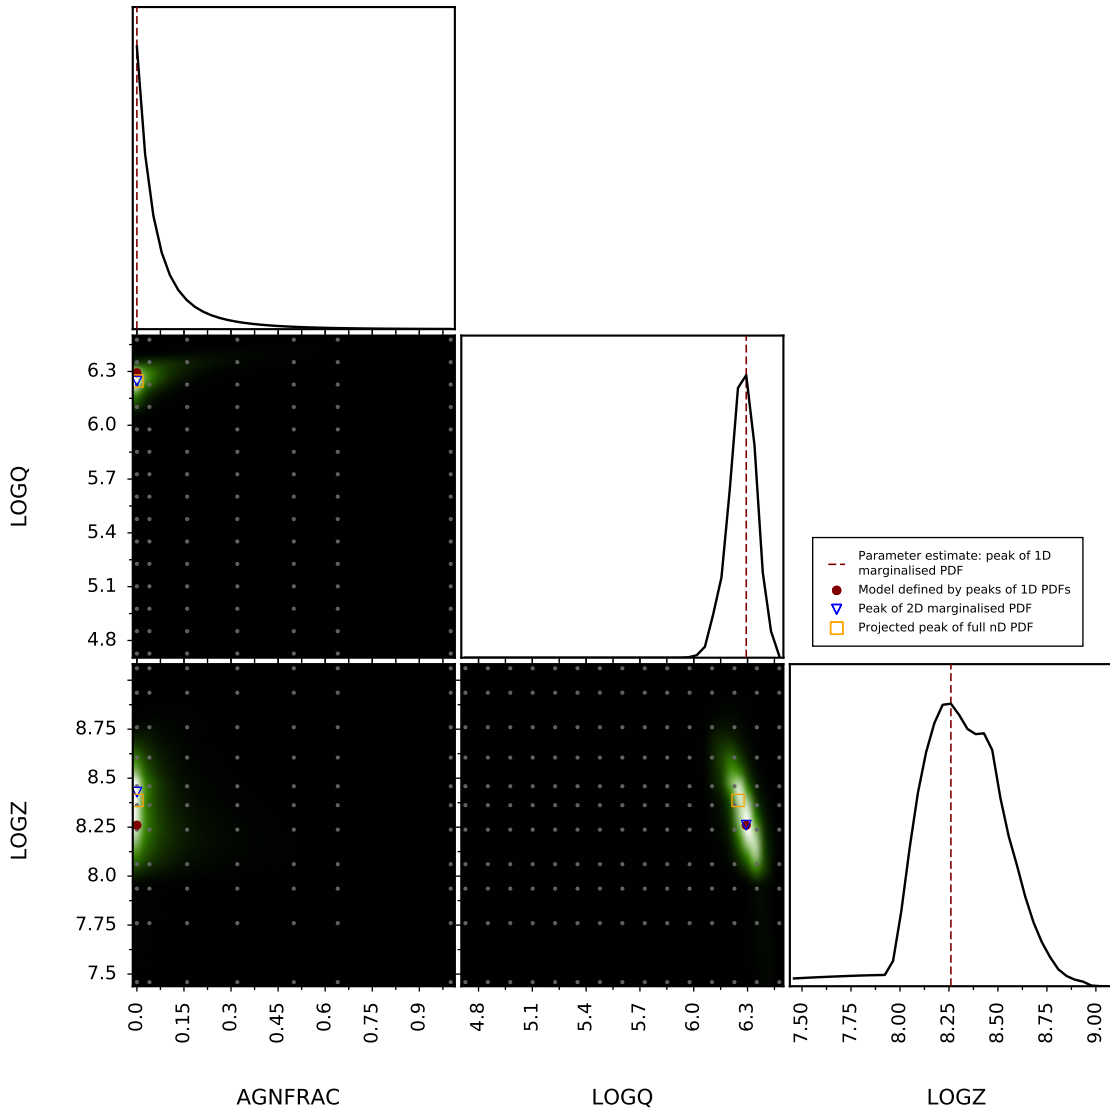 6.3
6.0
5.7
5.4
5.1
4.8
LOGQ
Parameter estimate: peak of 1D
marginalised PDF
Model defined by peaks of 1D PDFs
Peak of 2D marginalised PDF
Projected peak of full nD PDF
8.75
8.5
8.25
8.0
7.75
7.5
LOGZ
0.0 0.15 0.3 0.45 0.6 0.75 0.9
4.8 5.1 5.4 5.7 6.0 6.3
7.50 7.75 8.00 8.25 8.50 8.75 9.00
AGNFRAC LOGQ LOGZ